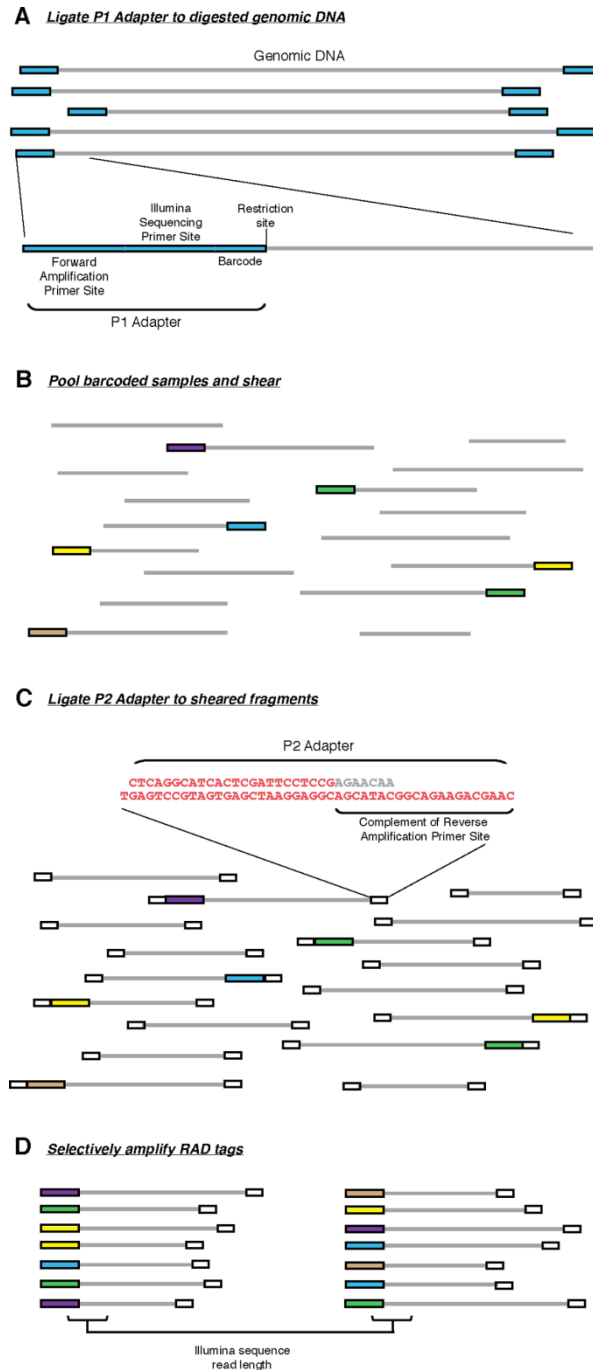 A Ligate P1 Adapter to digested genomic DNA
Genomic DNA
Illumina
Sequencing
Primer Site
Restriction
site
Forward
Amplification
Primer Site
Barcode
P1 Adapter
B Pool barcoded samples and shear
C Ligate P2 Adapter to sheared fragments
P2 Adapter
CTCAGGCATCACTCGATTCCTCCGAGAACAA
TGAGTCCGTAGTGAGCTAAGGAGGCAGCATACGGCAGAAGACGAAC
Complement of Reverse
Amplification Primer Site
D Selectively amplify RAD tags
Illumina sequence
read length